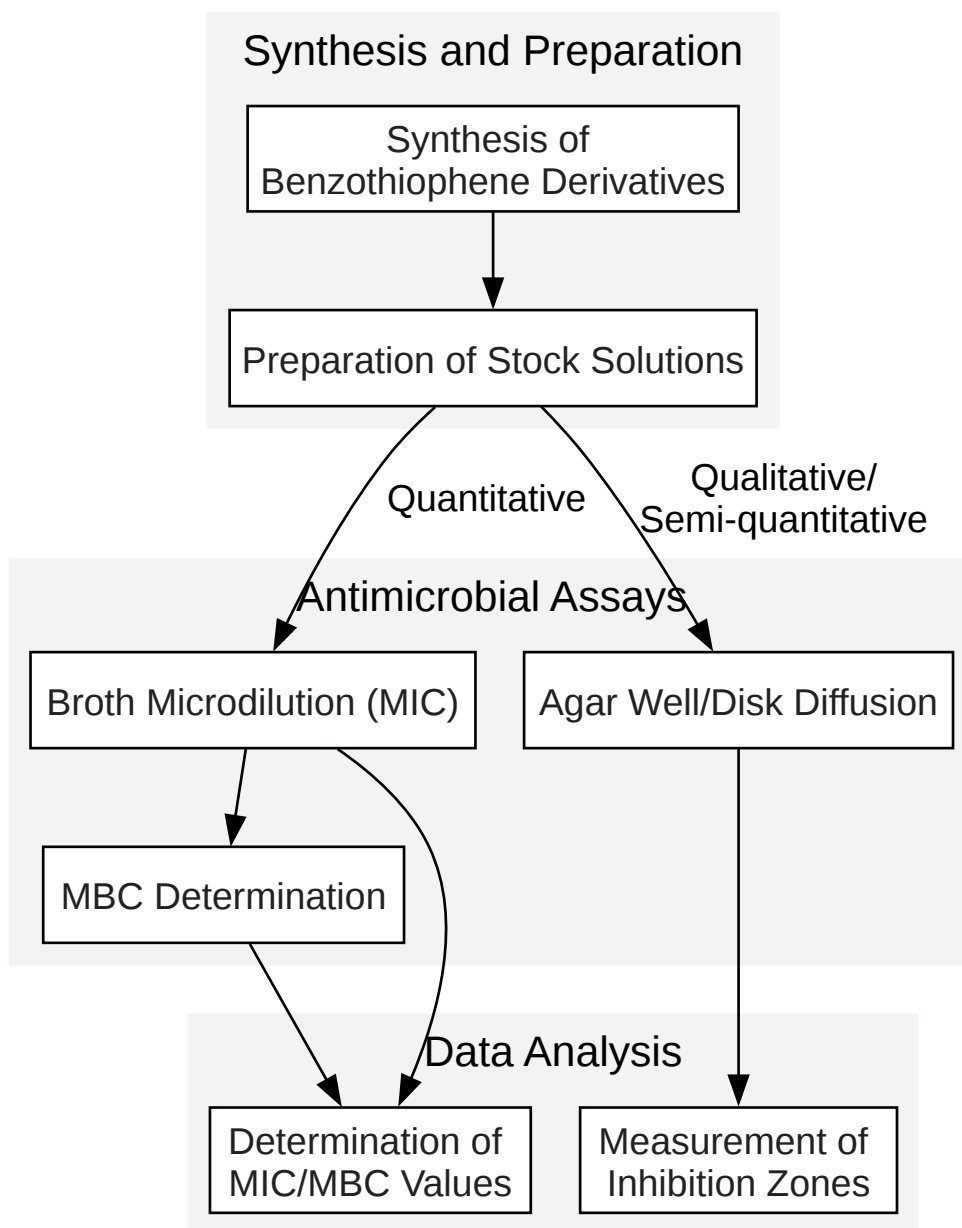 Synthesis and Preparation
Synthesis of
Benzothiophene Derivatives
Preparation of Stock Solutions
Quantitative
Qualitative/
Semi-quantitative
Antimicrobial Assays
Broth Microdilution (MIC)
Agar Well/Disk Diffusion
MBC Determination
Data Analysis
Determination of
MIC/MBC Values
Measurement of
Inhibition Zones